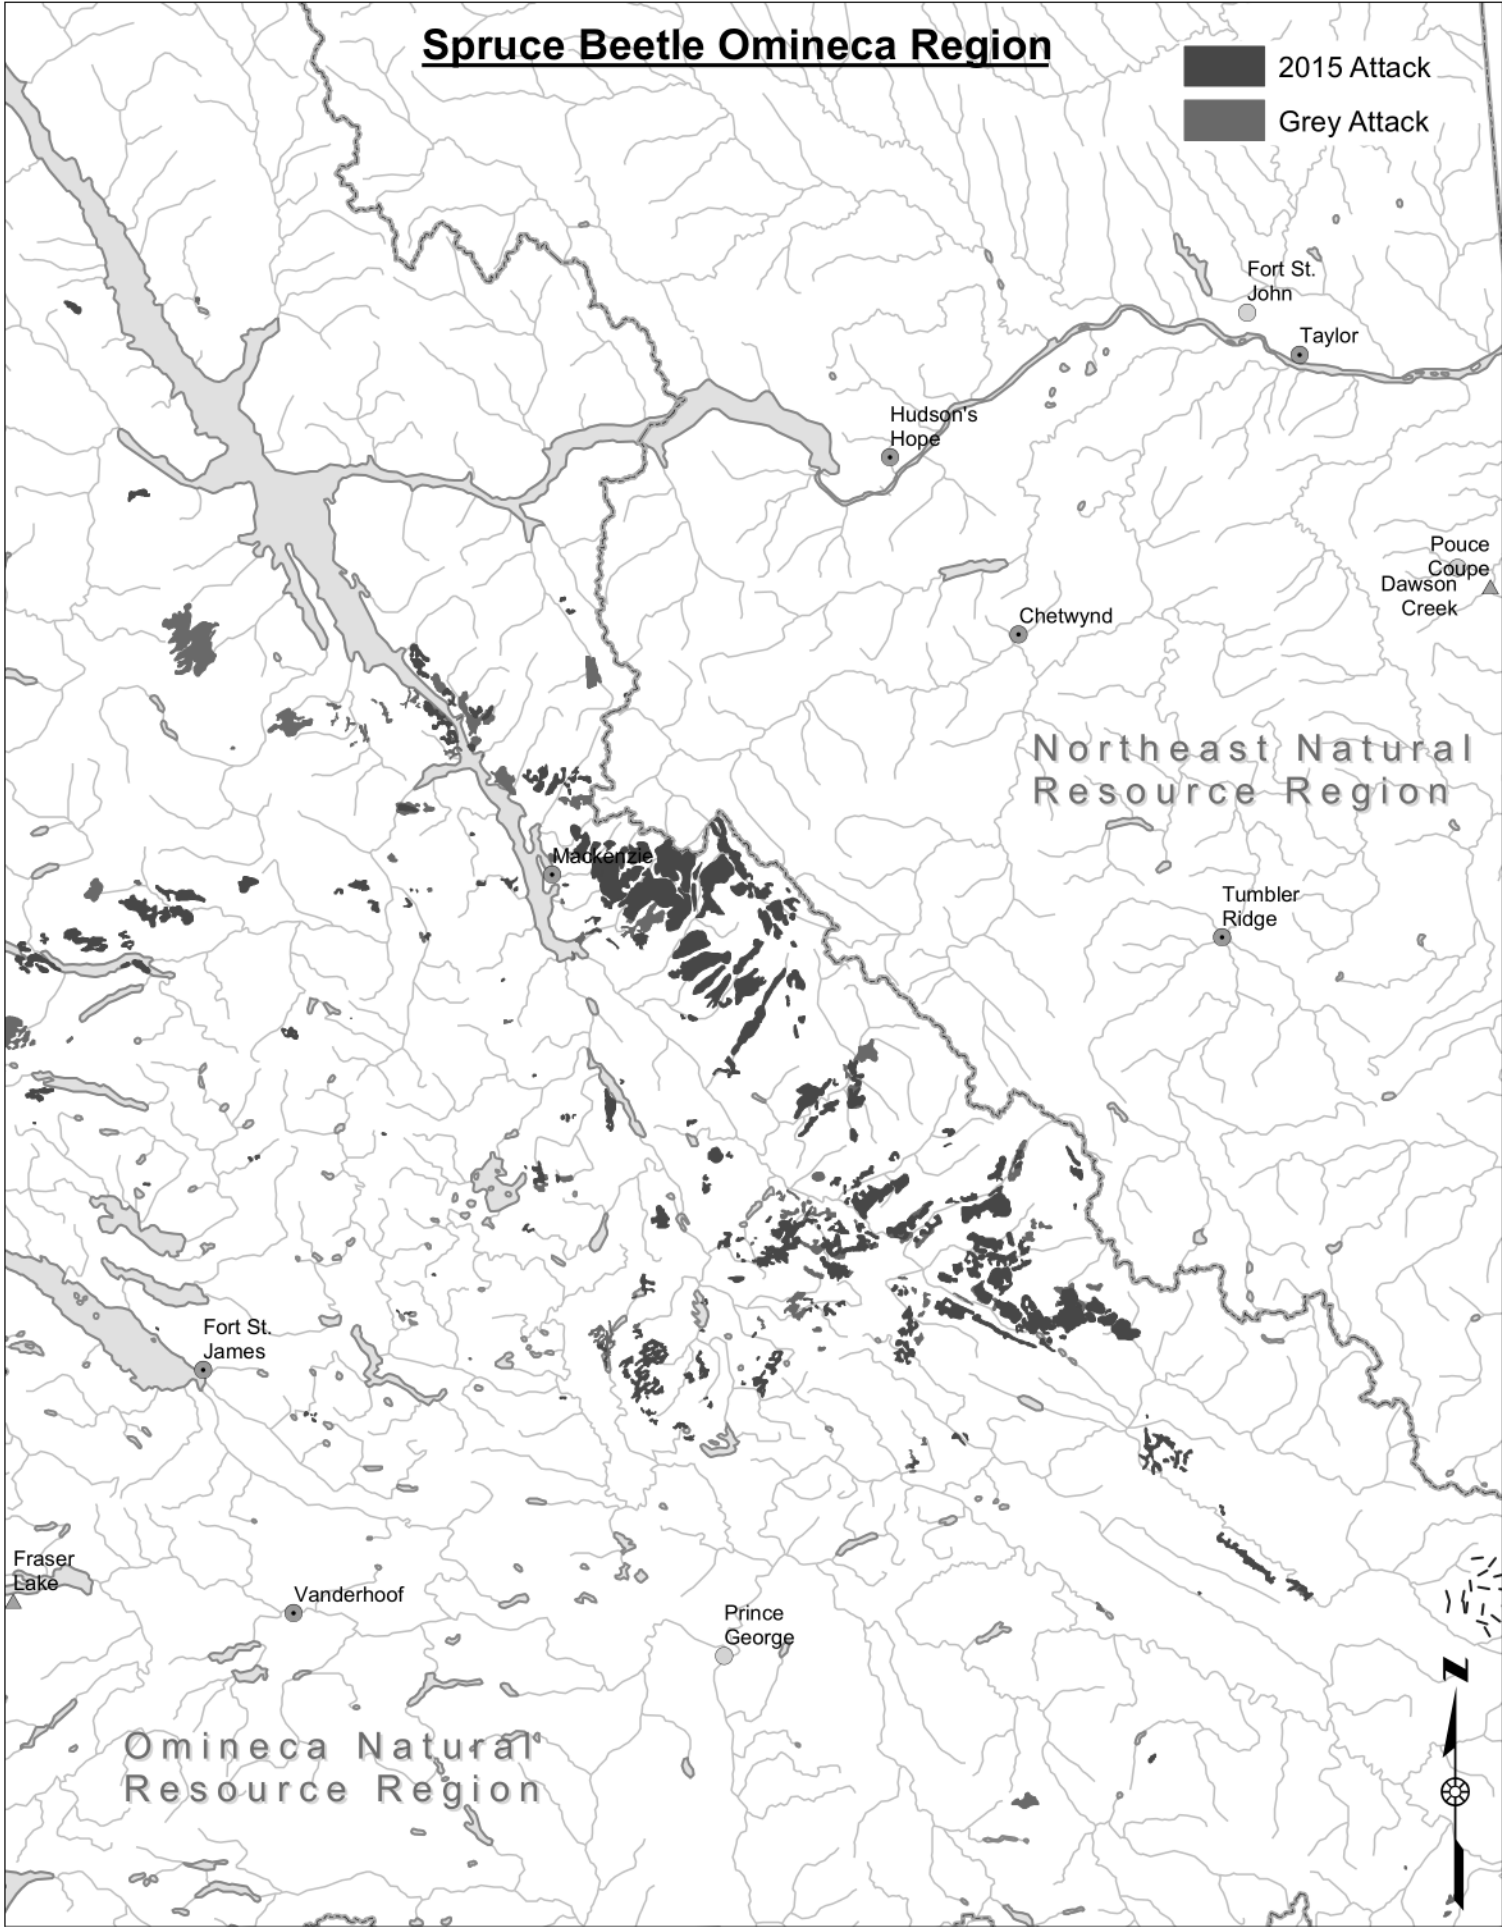 Spruce Beetle Omineca Region
2015 Attack
Grey Attack
Fort St.
John
Taylor
Hudson's
Hope
Pouce
Coupe
Dawson
Creek
Chetwynd
Northeast Natural
Resource Region
Mackenzie
Tumbler
Ridge
Fort St.
James
Fraser
Lake
Vanderhoof
Prince
George
N
Omineca Natural
Resource Region